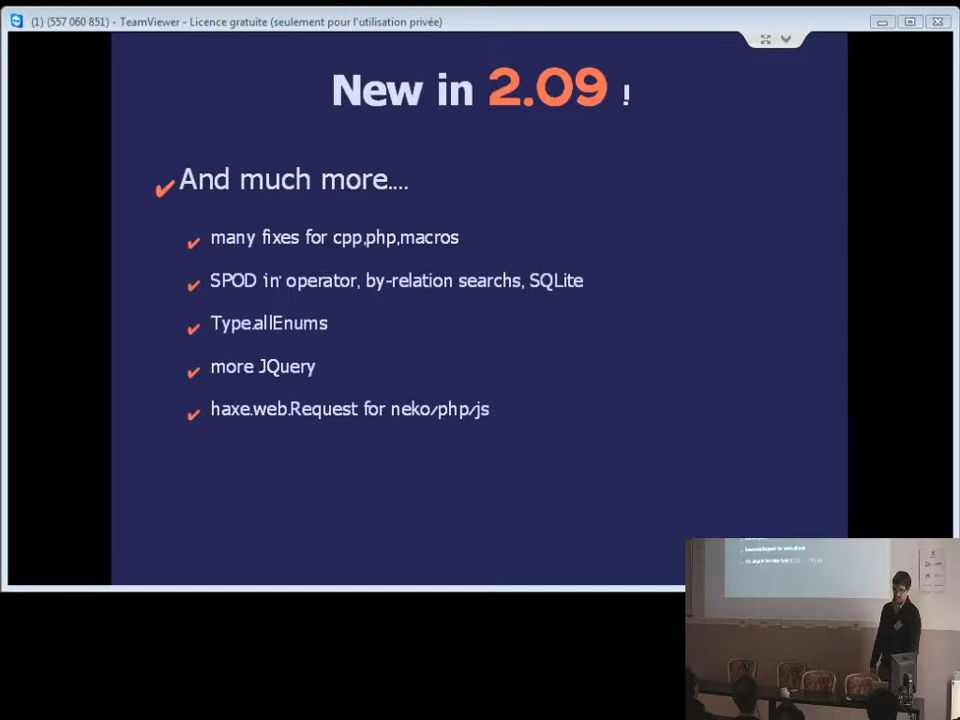 (1) (557 060 851) - TeamViewer - Licence gratuite (seulement pour l'utilisation privée)
New in 2.09 !
And much more....
many fixes for cpp,php,macros
SPOD in operator, by-relation searchs, SQLite
Type.allEnums
more JQuery
haxe.web.Request for neko/php/js